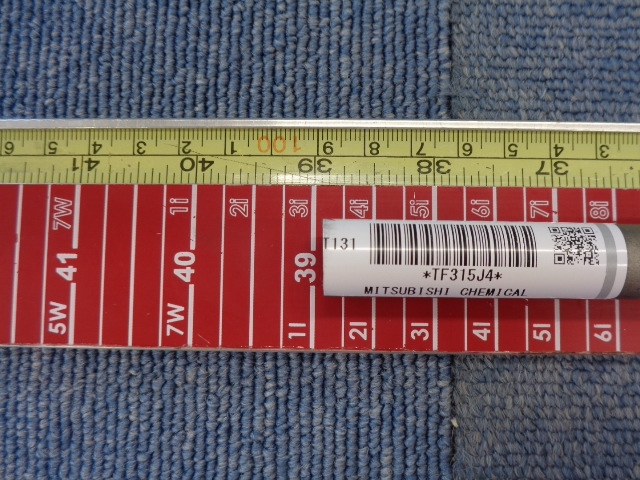 6 5 4 3 2 1 100 9 8 7 6 5 4 3
41 40 39 38 37
7W 1i 2i 3i 4i 5i 6i 7i 8i
41 40 39
T131
*TF315J4*
MITSUBISHI CHEMICAL
5W 7W 1I 2I 3I 4I 5I 6I